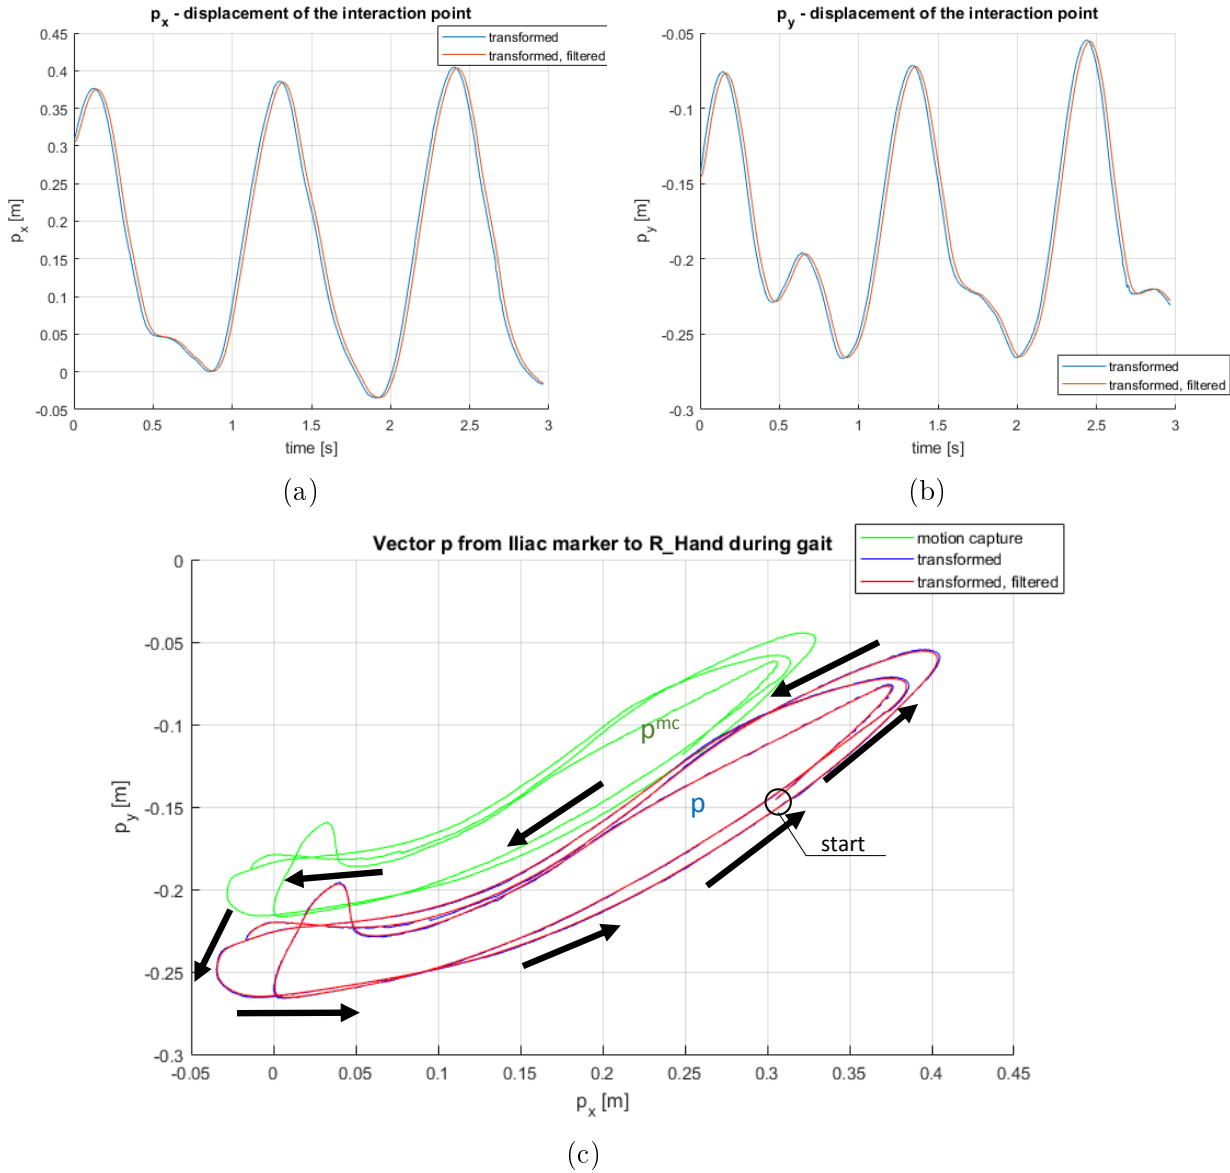 p_x - displacement of the interaction point
transformed
transformed, filtered
0.45
0.4
0.35
0.3
0.25
0.2
0.15
0.1
0.05
0
-0.05
p_x [m]
0 0.5 1 1.5 2 2.5 3
time [s]
(a)
p_y - displacement of the interaction point
-0.05
-0.1
-0.15
-0.2
-0.25
-0.3
p_y [m]
transformed
transformed, filtered
0 0.5 1 1.5 2 2.5 3
time [s]
(b)
Vector p from Iliac marker to R_Hand during gait
motion capture
transformed
transformed, filtered
0
-0.05
-0.1
-0.15
-0.2
-0.25
-0.3
p_y [m]
p^mc
p
start
-0.05 0 0.05 0.1 0.15 0.2 0.25 0.3 0.35 0.4 0.45
p_x [m]
(c)